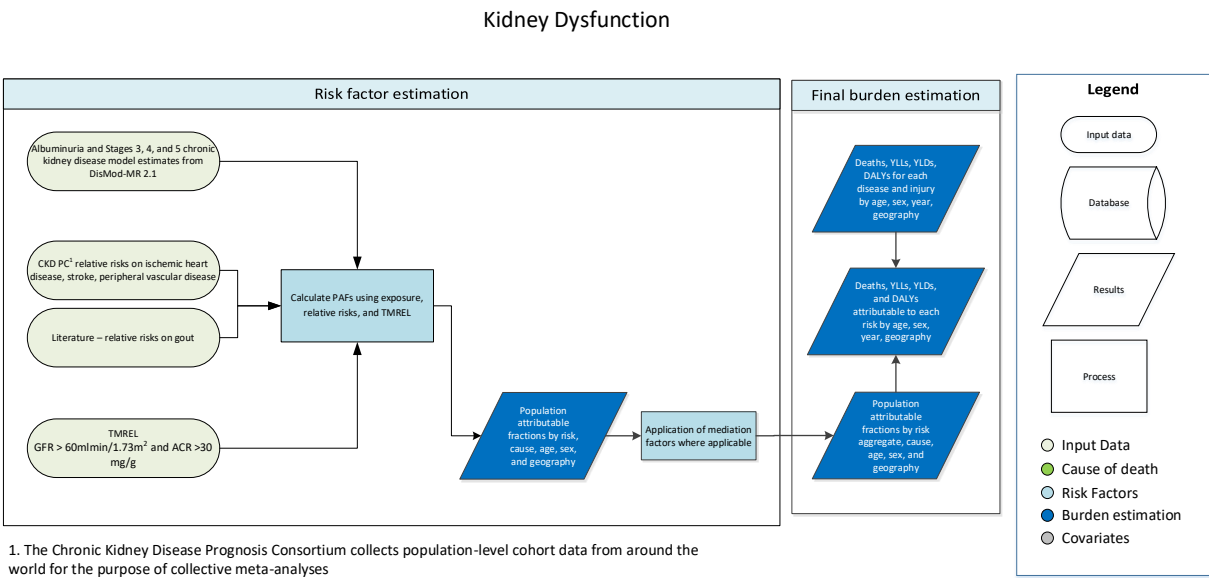 Kidney Dysfunction
Risk factor estimation
Albuminuria and Stages 3, 4, and 5 chronic
kidney disease model estimates from
DisMod-MR 2.1
CKD PC¹ relative risks on ischemic heart
disease, stroke, peripheral vascular disease
Literature – relative risks on gout
TMREL
GFR > 60mlmin/1.73m² and ACR >30
mg/g
Calculate PAFs using exposure,
relative risks, and TMREL
Population
attributable
fractions by risk,
cause, age, sex,
and geography
Application of mediation
factors where applicable
Final burden estimation
Deaths, YLLs, YLDs,
DALYs for each
disease and injury
by age, sex, year,
geography
Deaths, YLLs, YLDs,
and DALYs
attributable to each
risk by age, sex,
year, geography
Population
attributable
fractions by risk
aggregate, cause,
age, sex, and
geography
Legend
Input data
Database
Results
Process
Input Data
Cause of death
Risk Factors
Burden estimation
Covariates
1. The Chronic Kidney Disease Prognosis Consortium collects population-level cohort data from around the
world for the purpose of collective meta-analyses